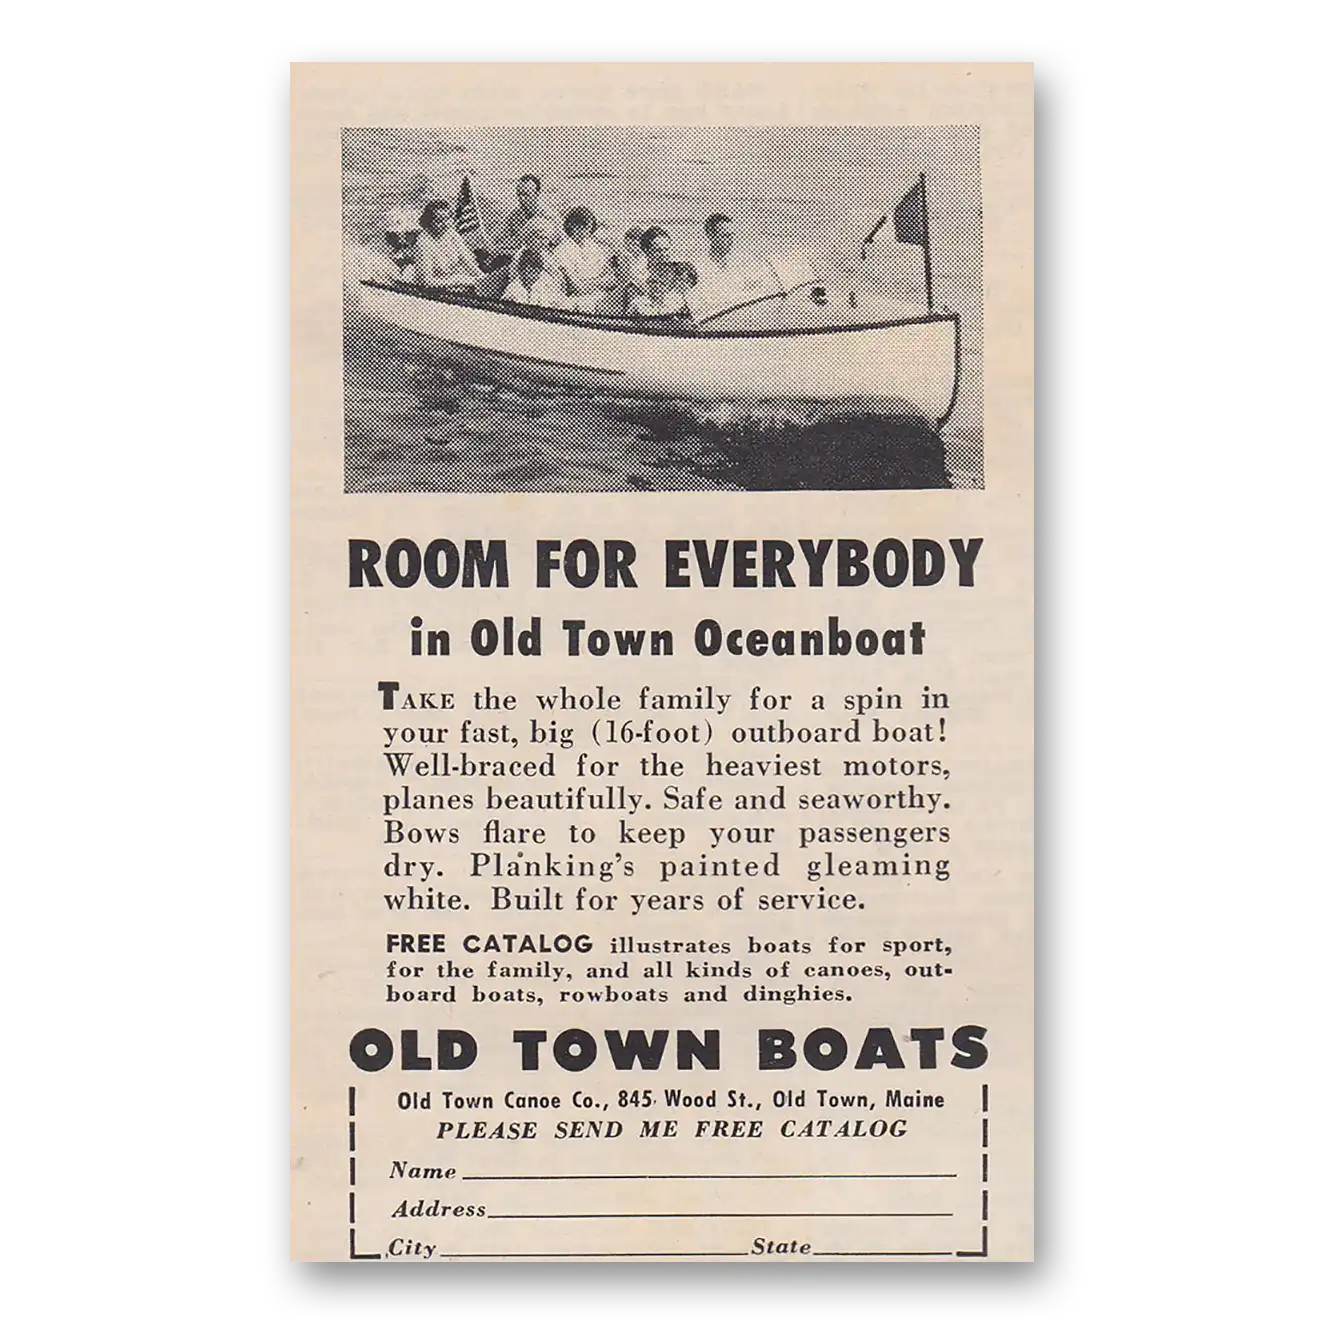 ROOM FOR EVERYBODY
in Old Town Oceanboat
TAKE the whole family for a spin in
your fast, big (16-foot) outboard boat!
Well-braced for the heaviest motors,
planes beautifully. Safe and seaworthy.
Bows flare to keep your passengers
dry. Planking's painted gleaming
white. Built for years of service.
FREE CATALOG illustrates boats for sport,
for the family, and all kinds of canoes, out-
board boats, rowboats and dinghies.
OLD TOWN BOATS
Old Town Canoe Co., 845 Wood St., Old Town, Maine
PLEASE SEND ME FREE CATALOG
Name
Address
City State